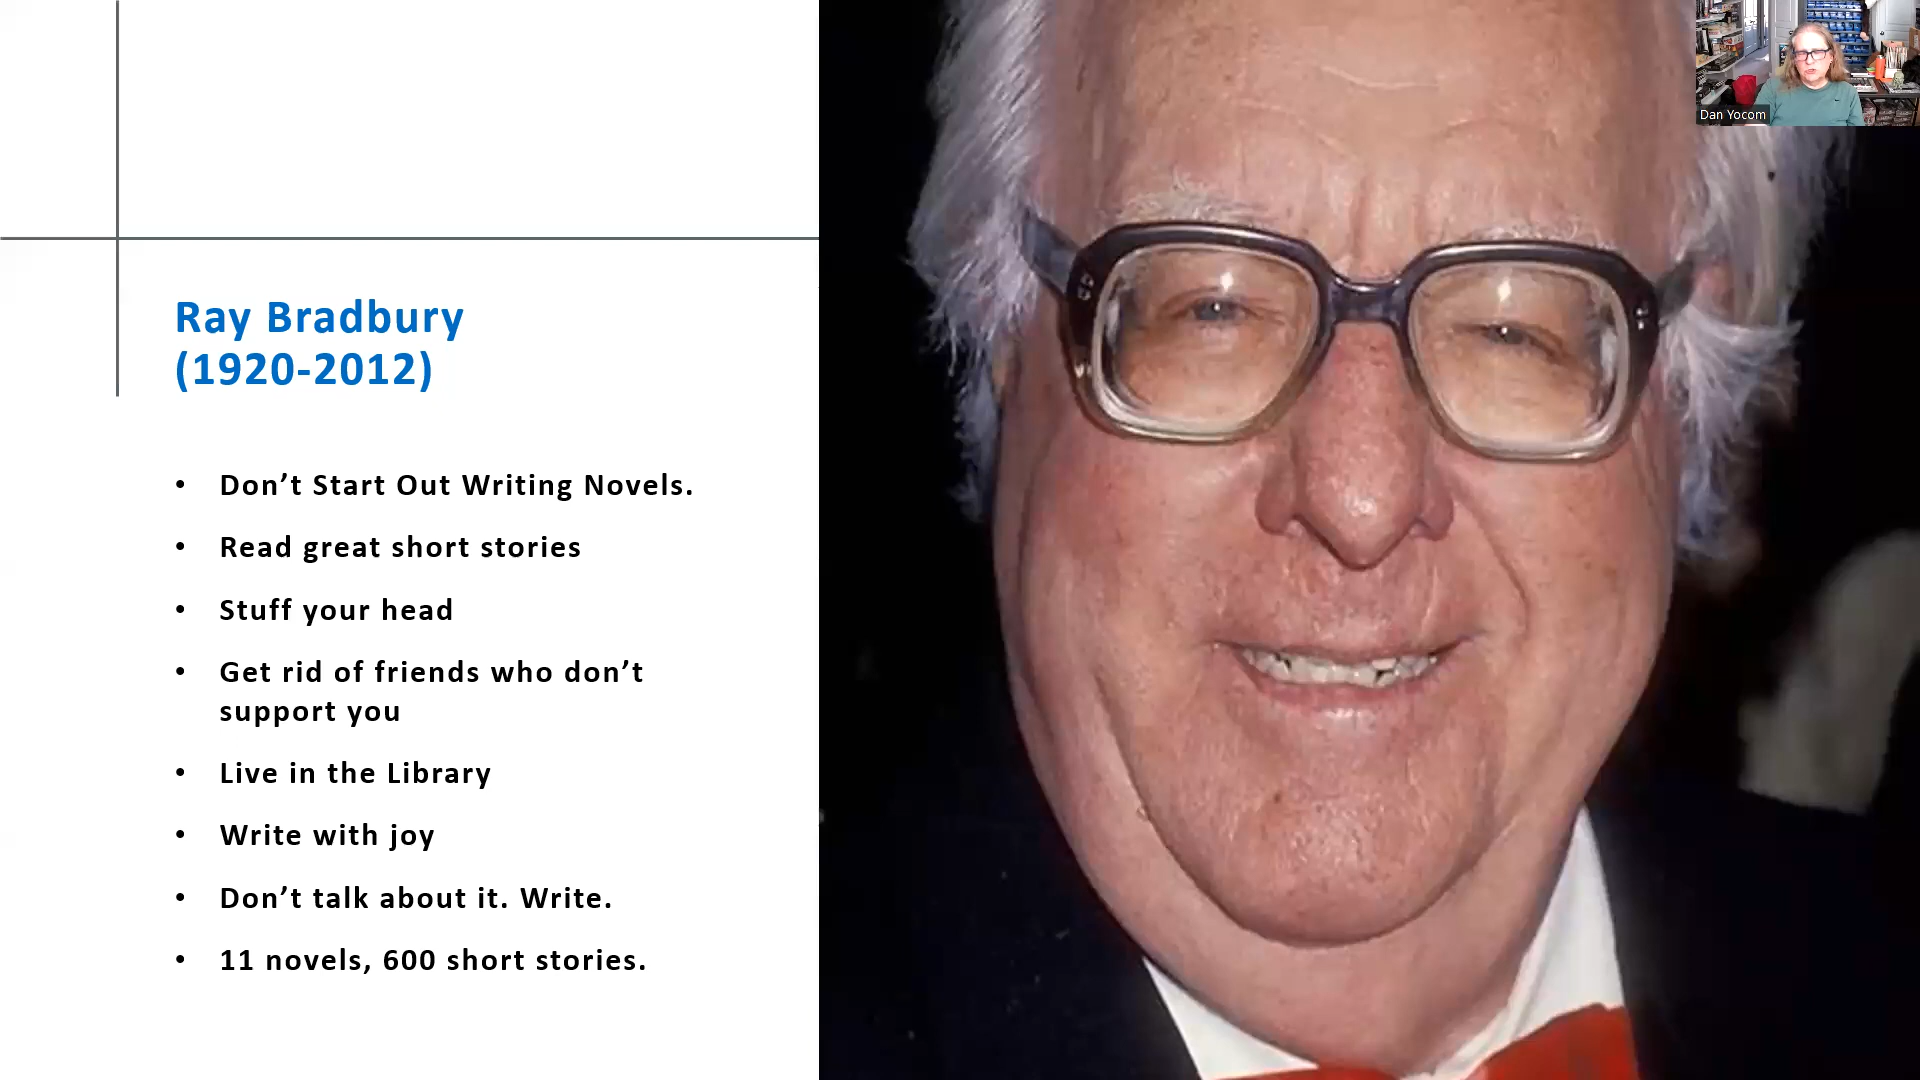 Dan Yocom
Ray Bradbury
(1920-2012)
• Don’t Start Out Writing Novels.
• Read great short stories
• Stuff your head
• Get rid of friends who don’t
support you
• Live in the Library
• Write with joy
• Don’t talk about it. Write.
• 11 novels, 600 short stories.